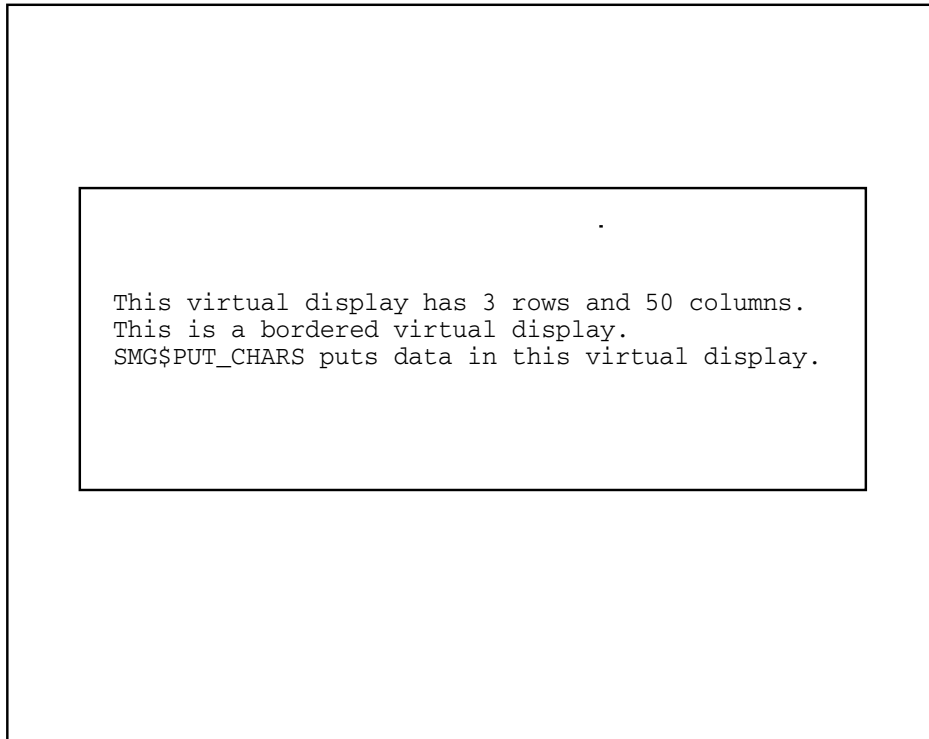 This virtual display has 3 rows and 50 columns.
This is a bordered virtual display.
SMG$PUT_CHARS puts data in this virtual display.